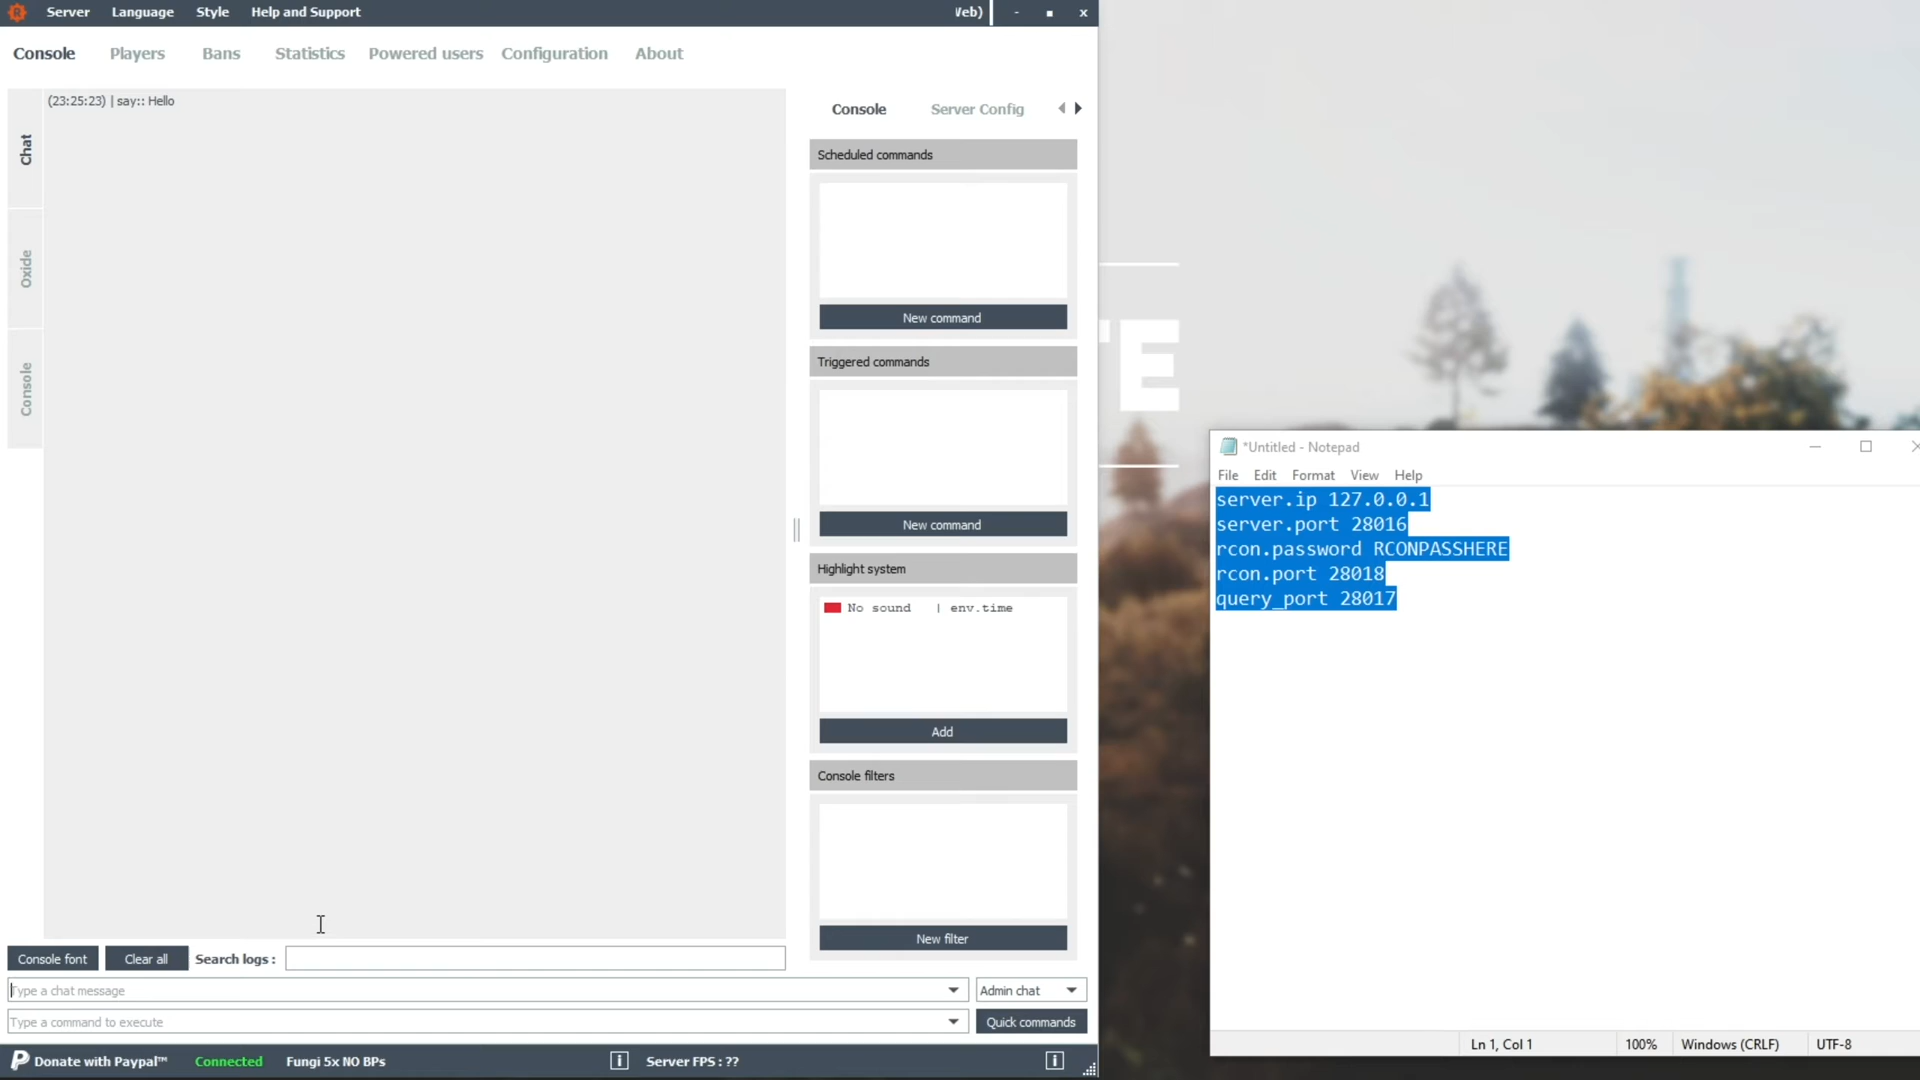 Server Language Style Help and Support Veb) - x
Console Players Bans Statistics Powered users Configuration About
(23:25:23) | say:: Hello
Chat
Oxide
Console
Console Server Config
Scheduled commands
New command
Triggered commands
New command
Highlight system
No sound | env.time
Add
Console filters
New filter
Console font Clear all Search logs :
Type a chat message Admin chat
Type a command to execute Quick commands
Donate with Paypal™ Connected Fungi 5x NO BPs Server FPS : ??
TE
*Untitled - Notepad
File Edit Format View Help
server.ip 127.0.0.1
server.port 28016
rcon.password RCONPASSHERE
rcon.port 28018
query_port 28017
Ln 1, Col 1 100% Windows (CRLF) UTF-8